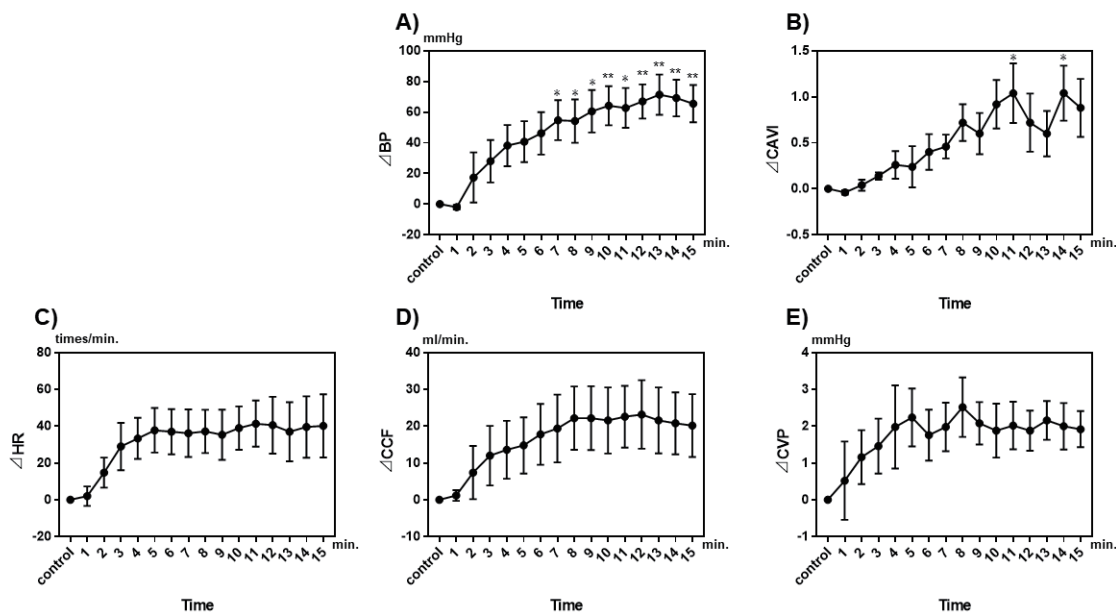 A)
mmHg
100
80
60
40
20
0
-20
⊿BP
* * * ** * ** ** ** **
control 1 2 3 4 5 6 7 8 9 10 11 12 13 14 15 min.
Time
B)
1.5
1.0
0.5
0.0
-0.5
⊿CAVI
* *
control 1 2 3 4 5 6 7 8 9 10 11 12 13 14 15 min.
Time
C)
times/min.
80
60
40
20
0
-20
⊿HR
control 1 2 3 4 5 6 7 8 9 10 11 12 13 14 15 min.
Time
D)
ml/min.
40
30
20
10
0
-10
⊿CCF
control 1 2 3 4 5 6 7 8 9 10 11 12 13 14 15 min.
Time
E)
mmHg
4
3
2
1
0
-1
⊿CVP
control 1 2 3 4 5 6 7 8 9 10 11 12 13 14 15 min.
Time